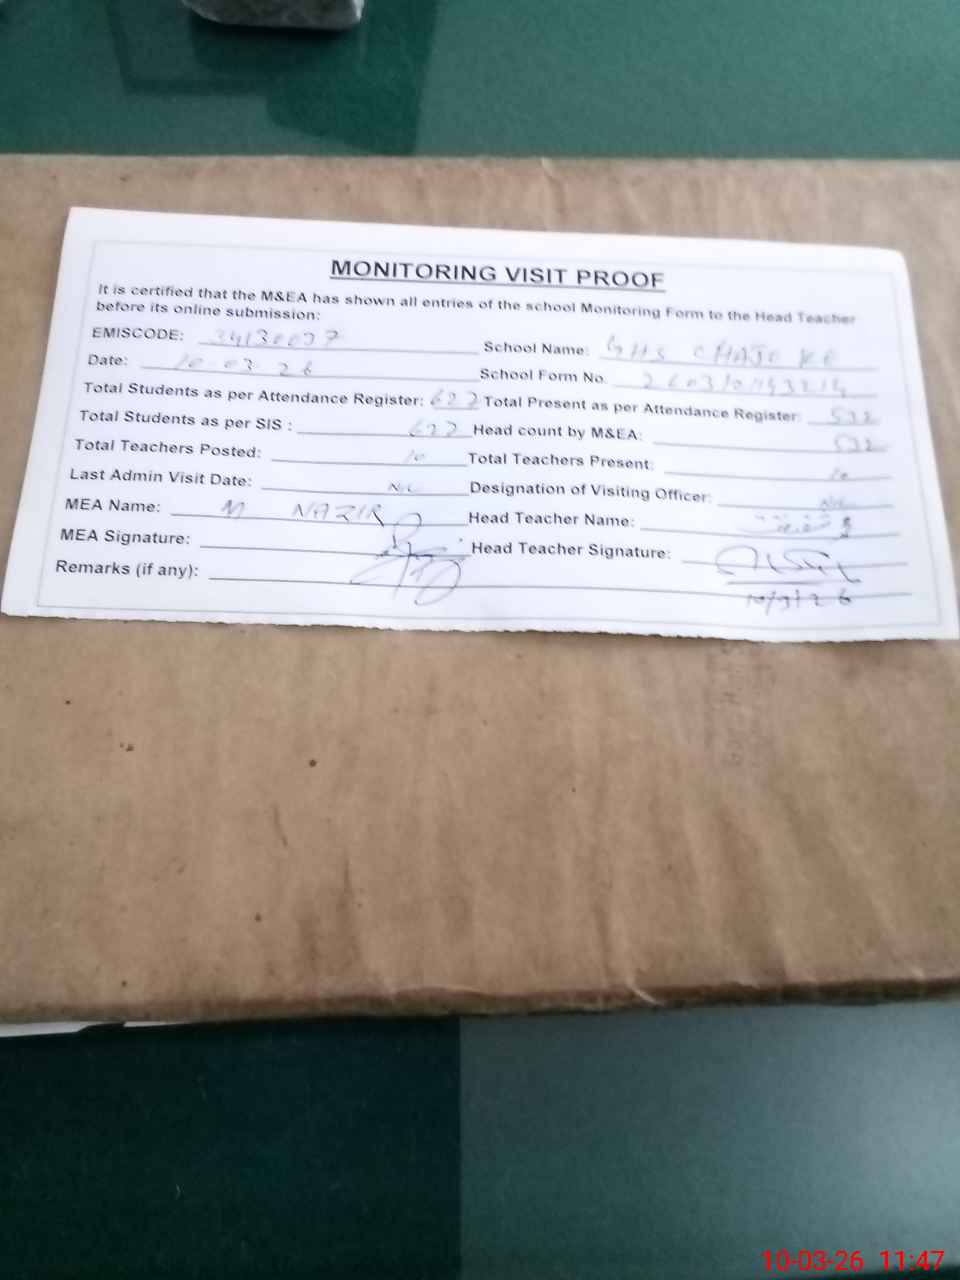 MONITORING VISIT PROOF
It is certified that the M&EA has shown all entries of the school Monitoring Form to the Head Teacher
before its online submission:
EMISCODE: 34130077 School Name: GHS CHAJO KE
Date: 10-03-26 School Form No.
Total Students as per Attendance Register: 622 Total Present as per Attendance Register: 532
Total Students as per SIS : 622 Head count by M&EA: 532
Total Teachers Posted: 10 Total Teachers Present: 10
Last Admin Visit Date: NIL Designation of Visiting Officer: NIL
MEA Name: M NAZIR Head Teacher Name:
MEA Signature: Head Teacher Signature:
Remarks (if any): 10/3/26
10-03-26 11:47